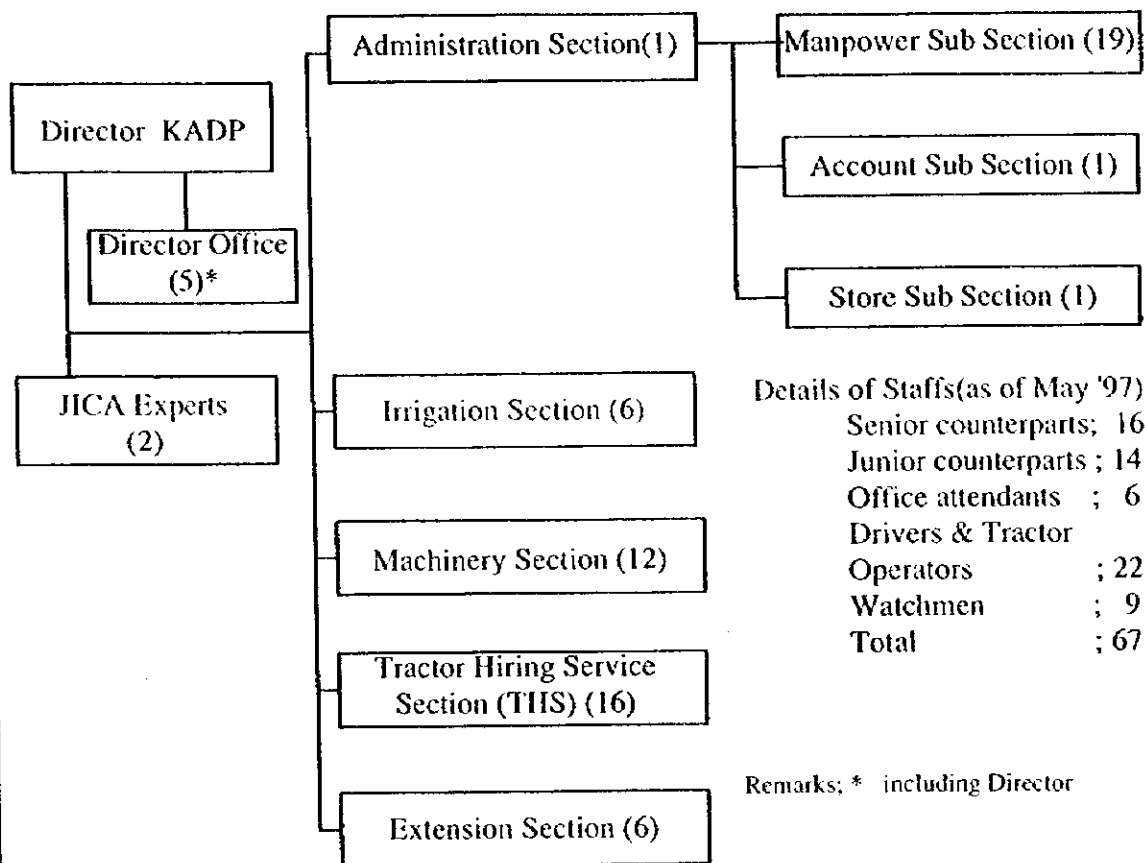 Administration Section(1)
Manpower Sub Section (19)
Director KADP
Account Sub Section (1)
Director Office
(5)*
Store Sub Section (1)
JICA Experts
(2)
Irrigation Section (6)
Machinery Section (12)
Tractor Hiring Service
Section (THS) (16)
Extension Section (6)
Details of Staffs(as of May '97)
Senior counterparts; 16
Junior counterparts ; 14
Office attendants ; 6
Drivers & Tractor
Operators ; 22
Watchmen ; 9
Total ; 67
Remarks; * including Director